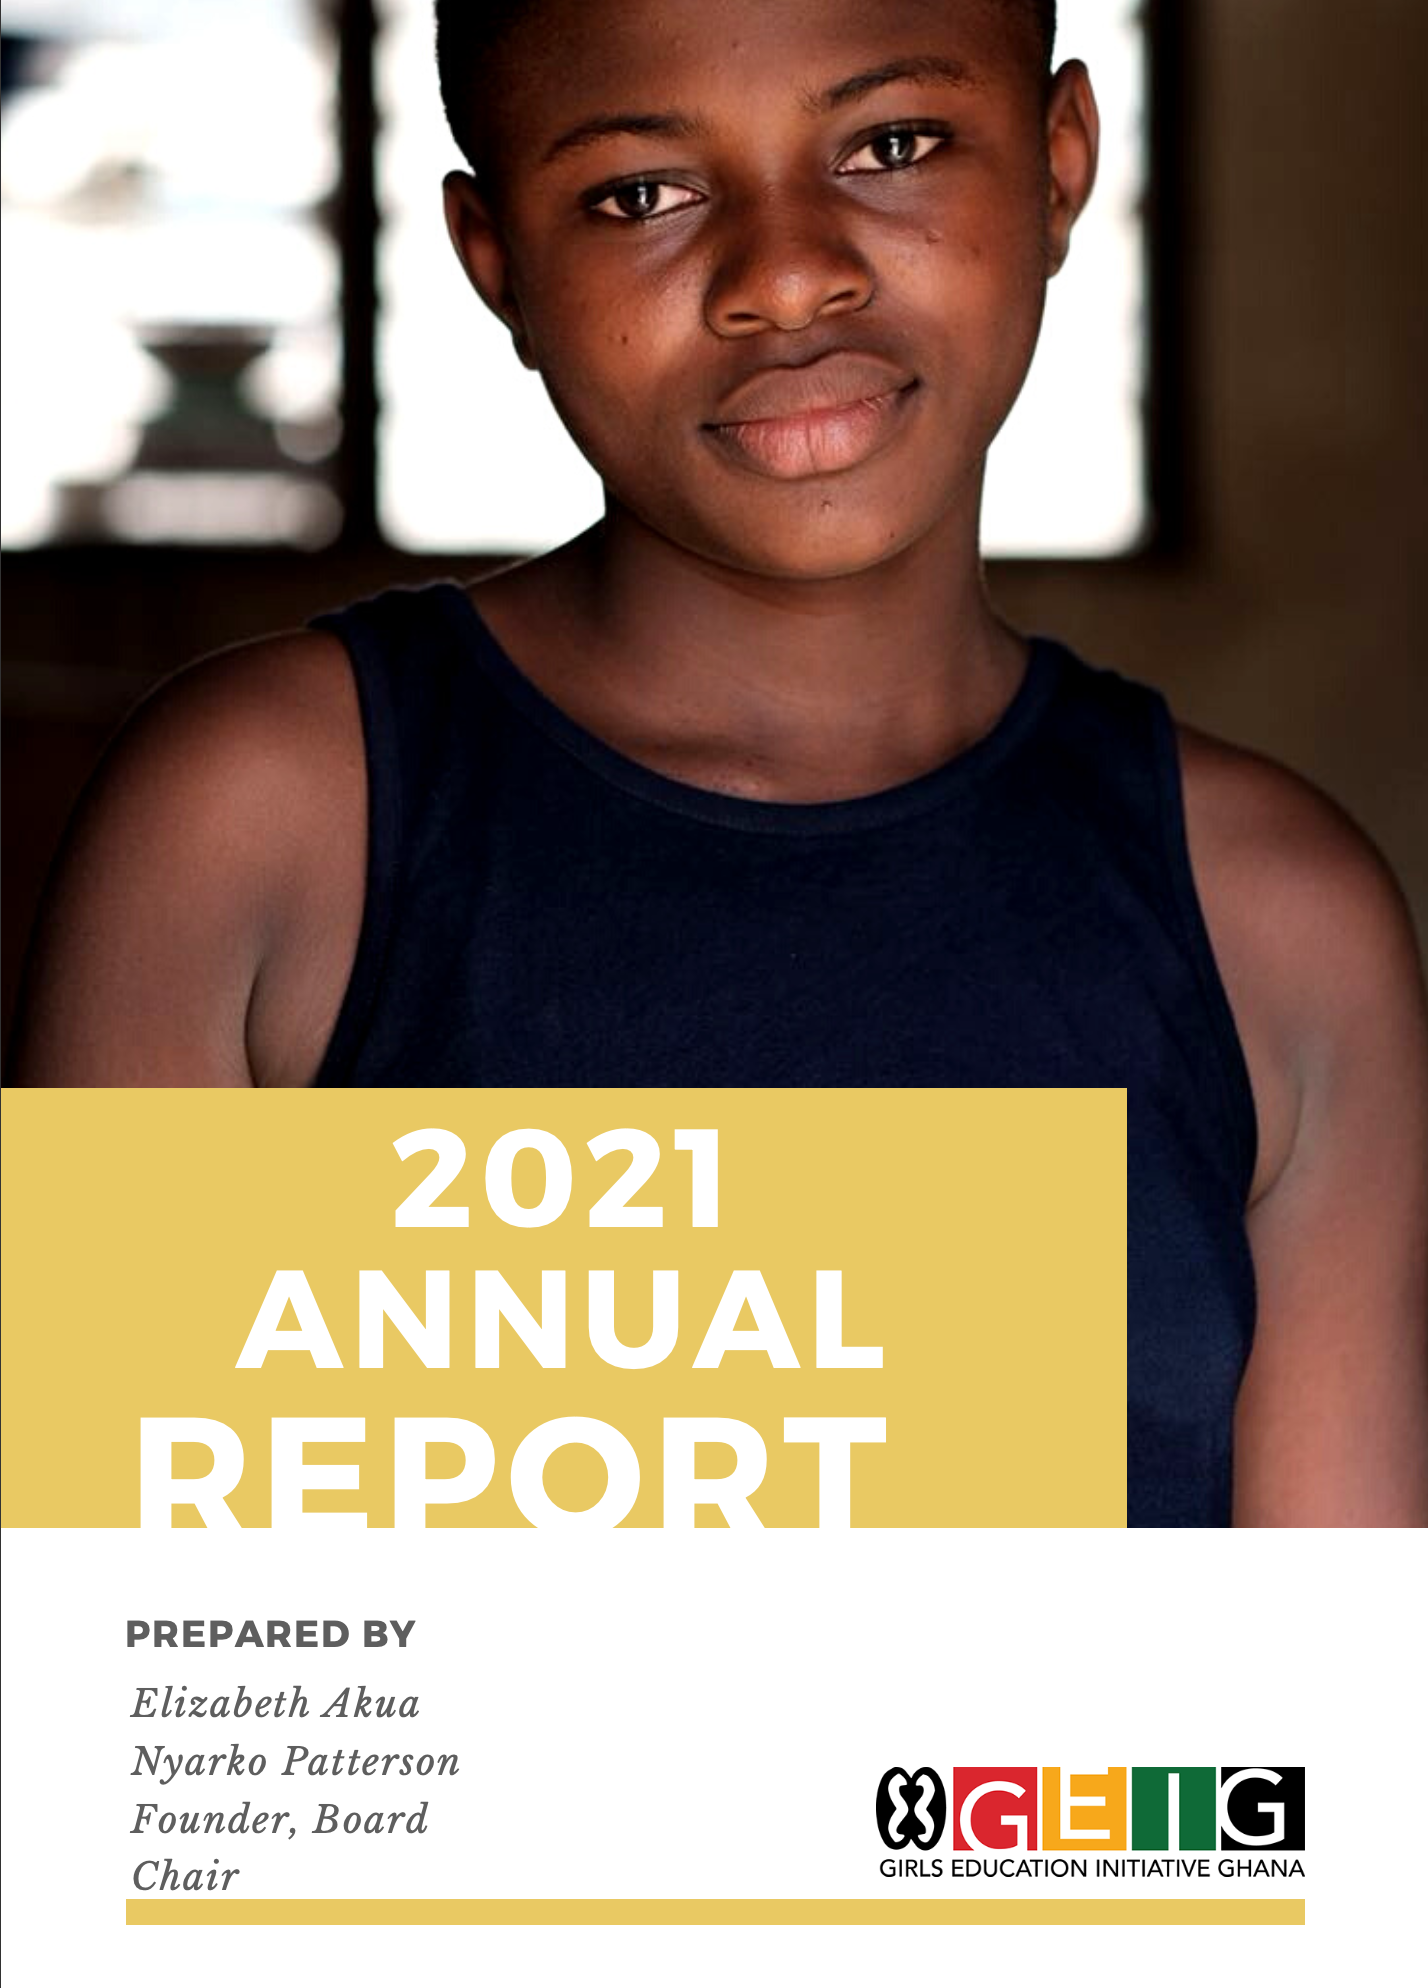 2021
ANNUAL
REPORT
PREPARED BY
Elizabeth Akua
Nyarko Patterson
Founder, Board
Chair
GEIG
GIRLS EDUCATION INITIATIVE GHANA